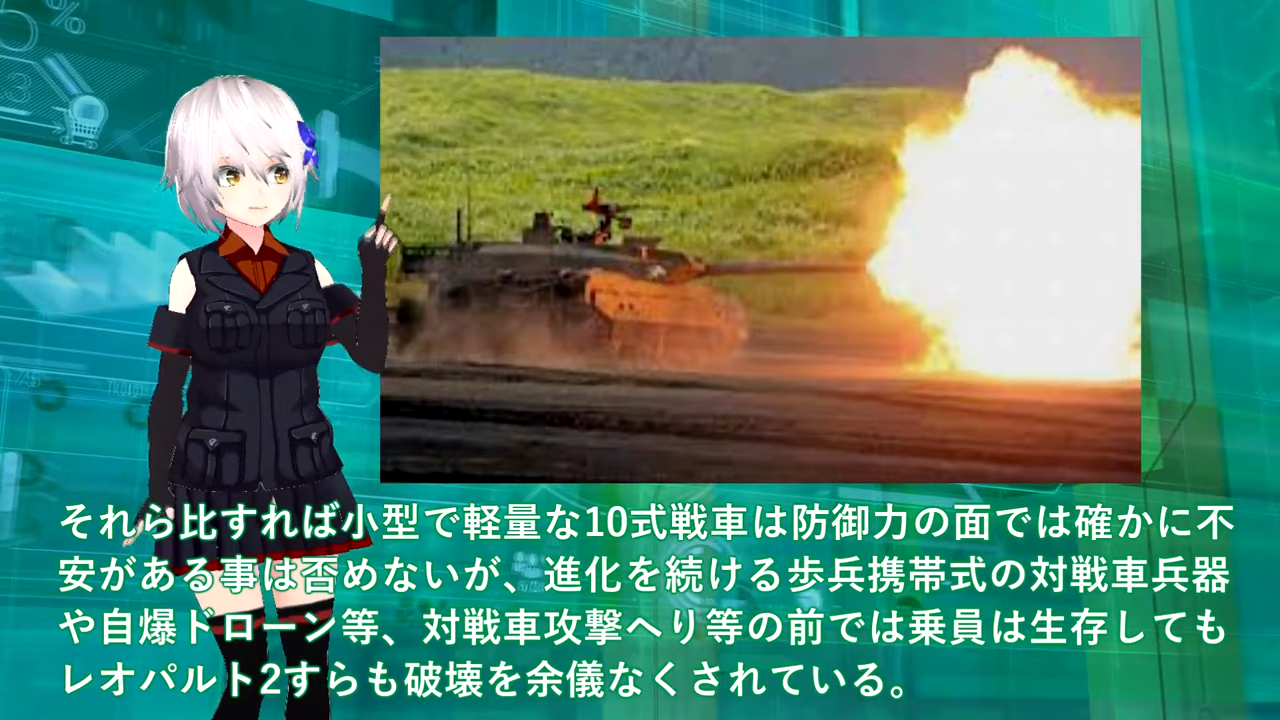 それら比すれば小型で軽量な10式戦車は防御力の面では確かに不
安がある事は否めないが、進化を続ける歩兵携帯式の対戦車兵器
や自爆ドローン等、対戦車攻撃ヘリ等の前では乗員は生存しても
レオパルト2すらも破壊を余儀なくされている。